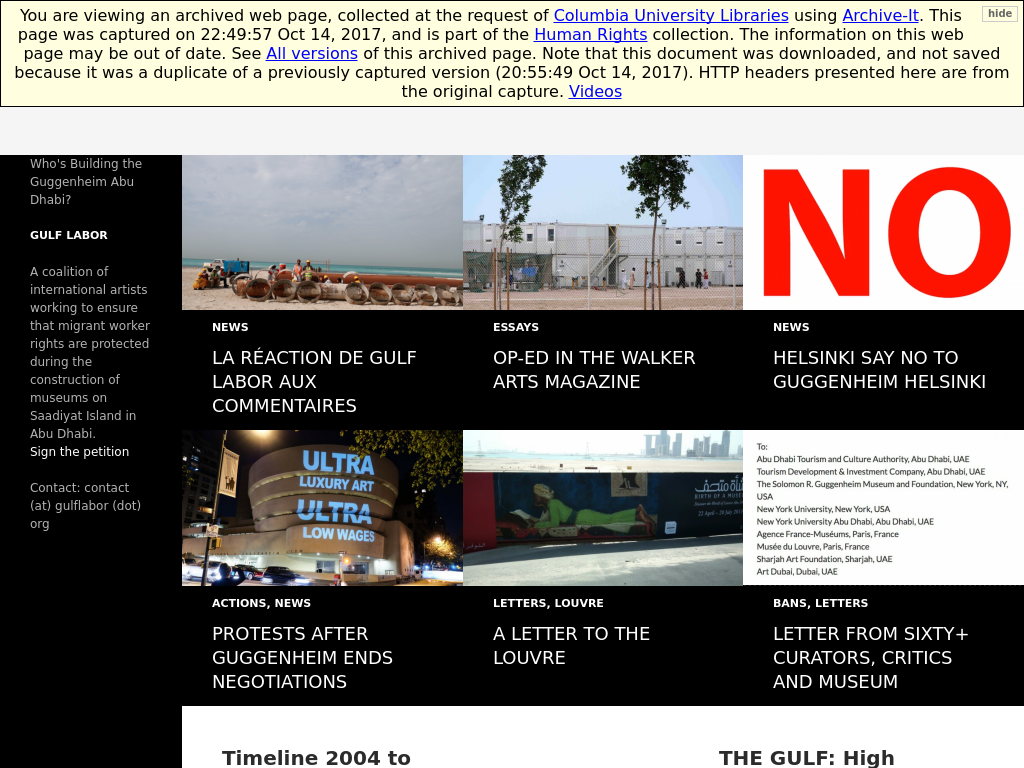 You are viewing an archived web page, collected at the request of Columbia University Libraries using Archive-It. This
page was captured on 22:49:57 Oct 14, 2017, and is part of the Human Rights collection. The information on this web
page may be out of date. See All versions of this archived page. Note that this document was downloaded, and not saved
because it was a duplicate of a previously captured version (20:55:49 Oct 14, 2017). HTTP headers presented here are from
the original capture. Videos
hide
Who's Building the
Guggenheim Abu
Dhabi?
GULF LABOR
A coalition of
international artists
working to ensure
that migrant worker
rights are protected
during the
construction of
museums on
Saadiyat Island in
Abu Dhabi.
Sign the petition
Contact: contact
(at) gulflabor (dot)
org
NEWS
LA RÉACTION DE GULF
LABOR AUX
COMMENTAIRES
ESSAYS
OP-ED IN THE WALKER
ARTS MAGAZINE
NO
NEWS
HELSINKI SAY NO TO
GUGGENHEIM HELSINKI
ULTRA
LUXURY ART
ULTRA
LOW WAGES
ACTIONS, NEWS
PROTESTS AFTER
GUGGENHEIM ENDS
NEGOTIATIONS
BIRTH OF A MUSEUM
LETTERS, LOUVRE
A LETTER TO THE
LOUVRE
To:
Abu Dhabi Tourism and Culture Authority, Abu Dhabi, UAE
Tourism Development & Investment Company, Abu Dhabi, UAE
The Solomon R. Guggenheim Museum and Foundation, New York, NY,
USA
New York University, New York, USA
New York University Abu Dhabi, Abu Dhabi, UAE
Agence France-Muséums, Paris, France
Musée du Louvre, Paris, France
Sharjah Art Foundation, Sharjah, UAE
Art Dubai, Dubai, UAE
BANS, LETTERS
LETTER FROM SIXTY+
CURATORS, CRITICS
AND MUSEUM
Timeline 2004 to
THE GULF: High